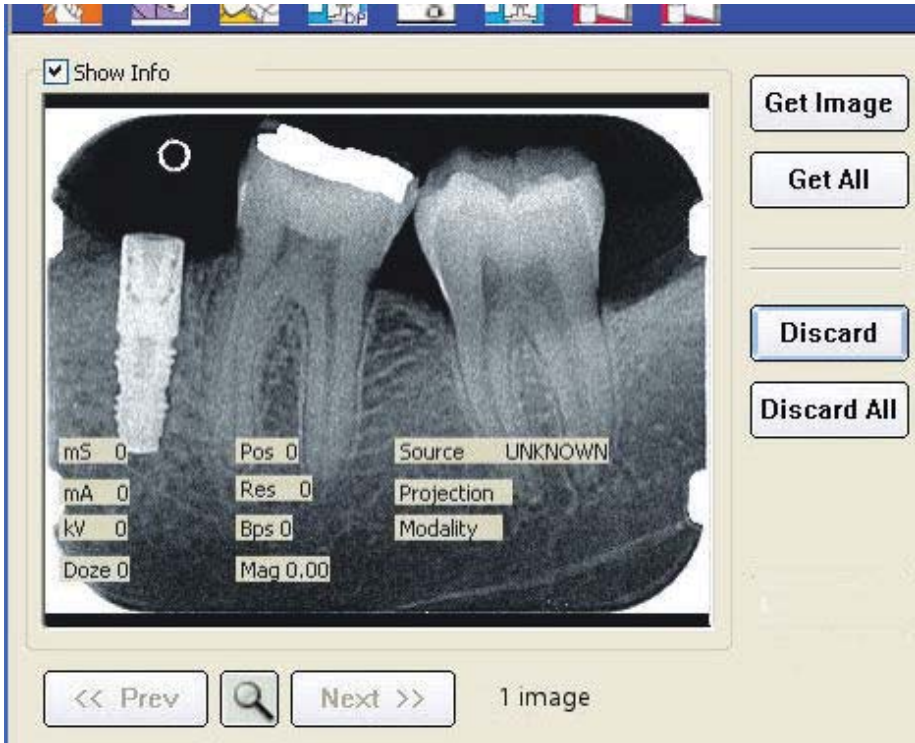 DP
Show Info
Get Image
Get All
Discard
Discard All
mS 0 Pos 0 Source UNKNOWN
mA 0 Res 0 Projection
kV 0 Bps 0 Modality
Doze 0 Mag 0.00
<< Prev Next >> 1 image